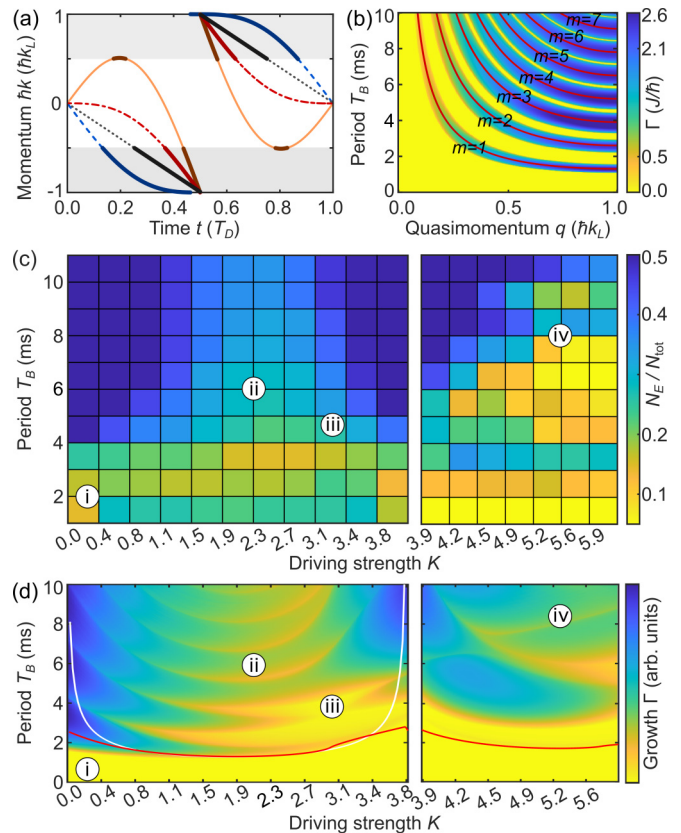 (a)
Momentum ħk (ħk_L)
1
0
-1
0.0 0.2 0.4 0.6 0.8 1.0
Time t (T_D)
(b)
Period T_B (ms)
10
8
6
4
2
0
m=7
m=6
m=5
m=4
m=3
m=2
m=1
0.0 0.5 1.0
Quasimomentum q (ħk_L)
2.6
2.1
1.6
1.0
0.5
0.0
Γ (J/ħ)
(c)
Period T_B (ms)
10
8
6
4
2
i
ii
iii
iv
0.0 0.4 0.8 1.1 1.5 1.9 2.3 2.7 3.1 3.4 3.8
3.9 4.2 4.5 4.9 5.2 5.6 5.9
Driving strength K
0.5
0.4
0.2
0.1
N_E / N_tot
(d)
Period T_B (ms)
10
8
6
4
2
0
i
ii
iii
iv
0.0 0.4 0.8 1.1 1.5 1.9 2.3 2.7 3.1 3.4 3.8
3.9 4.2 4.5 4.9 5.2 5.6
Driving strength K
Growth Γ (arb. units)